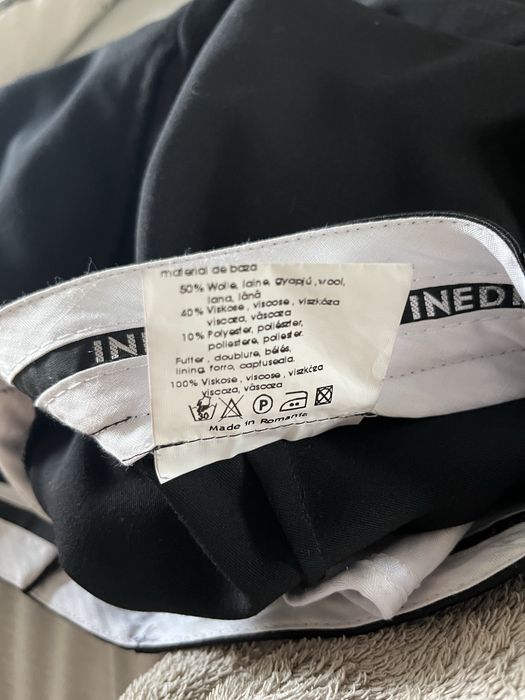 material de baza
50% Wolle, laine, gyapjú, wool,
lana, lână
40% Viskose, viscose, viszkóza
viscoza, vâscoza
10% Polyester, poliészter,
poliestere, poliester.
Futter, doublure, bélés,
lining, forro, captuseala.
100% Viskose, viscose, viszkóza
viscoza, vâscoza
30 P
Made in Romania
INED
INE